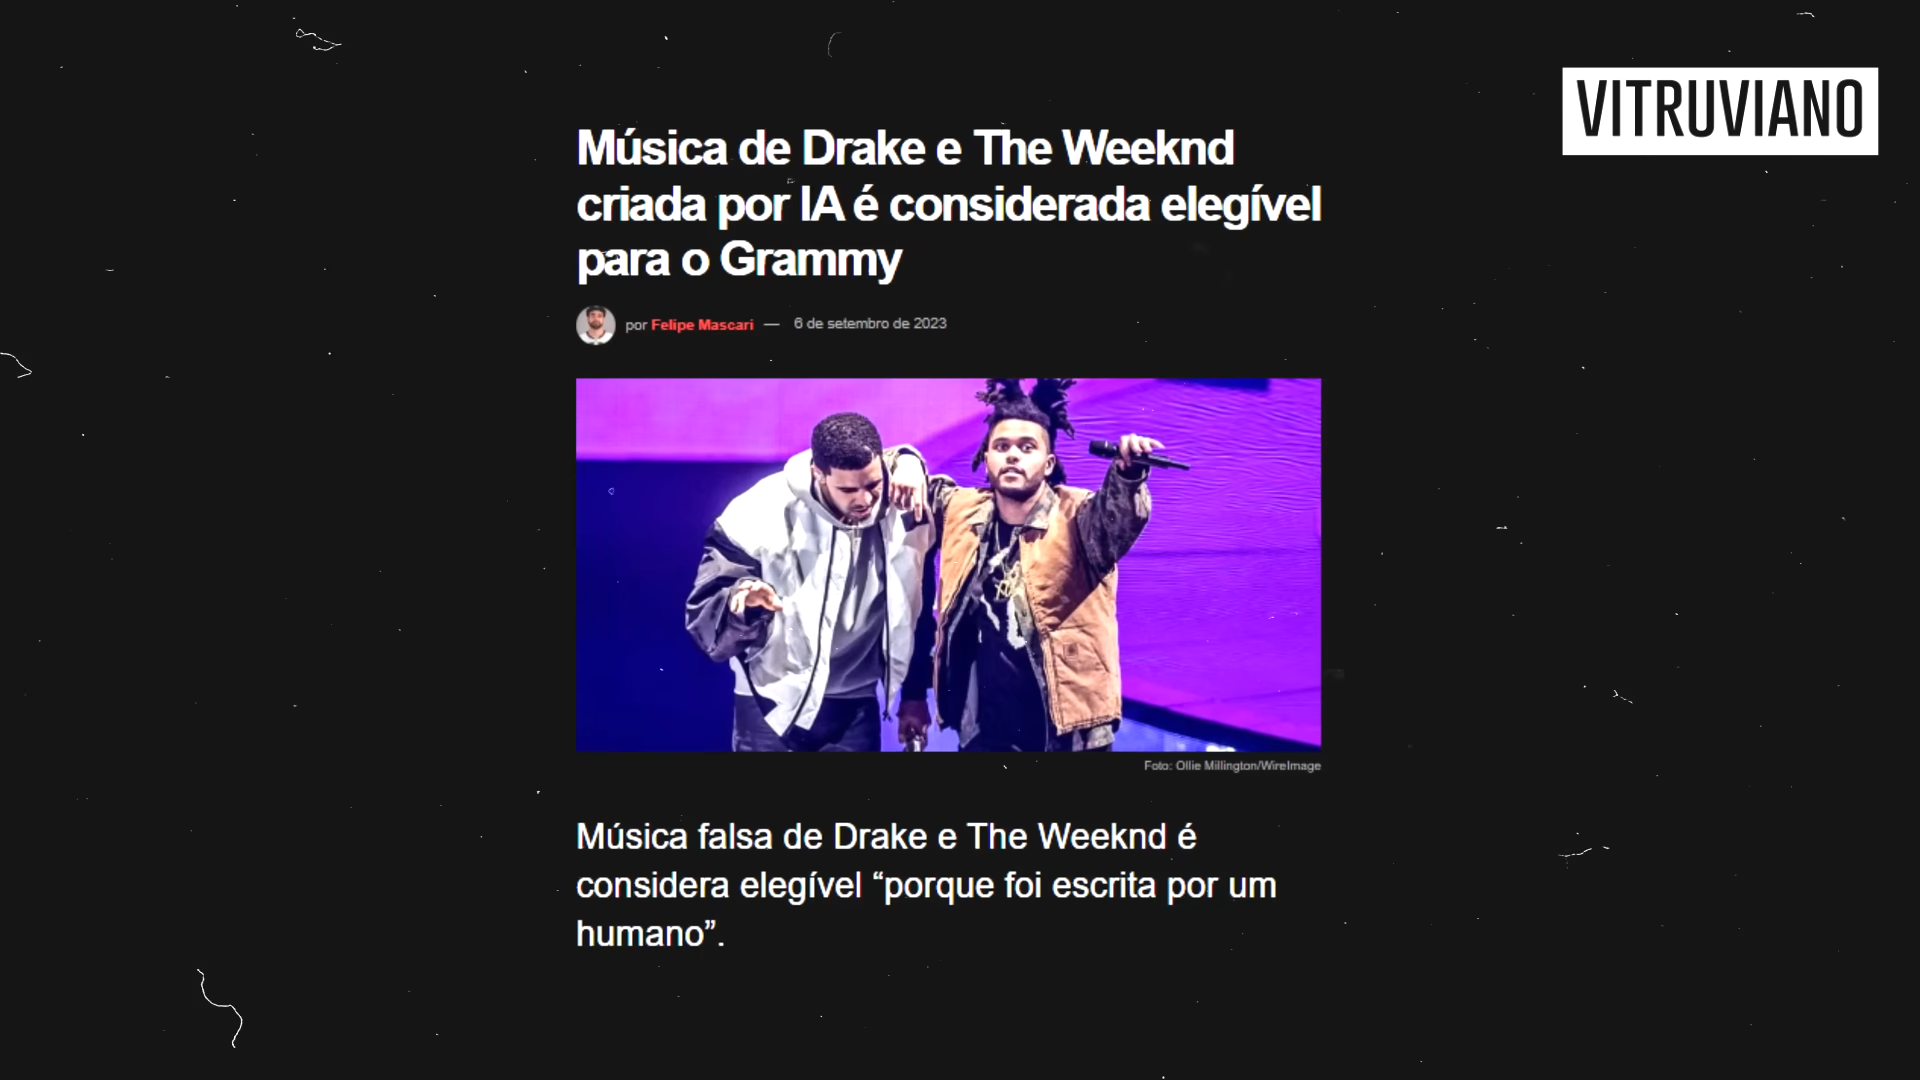 VITRUVIANO
Música de Drake e The Weeknd
criada por IA é considerada elegível
para o Grammy
por Felipe Mascari — 6 de setembro de 2023
Foto: Ollie Millington/WireImage
Música falsa de Drake e The Weeknd é
considera elegível “porque foi escrita por um
humano”.